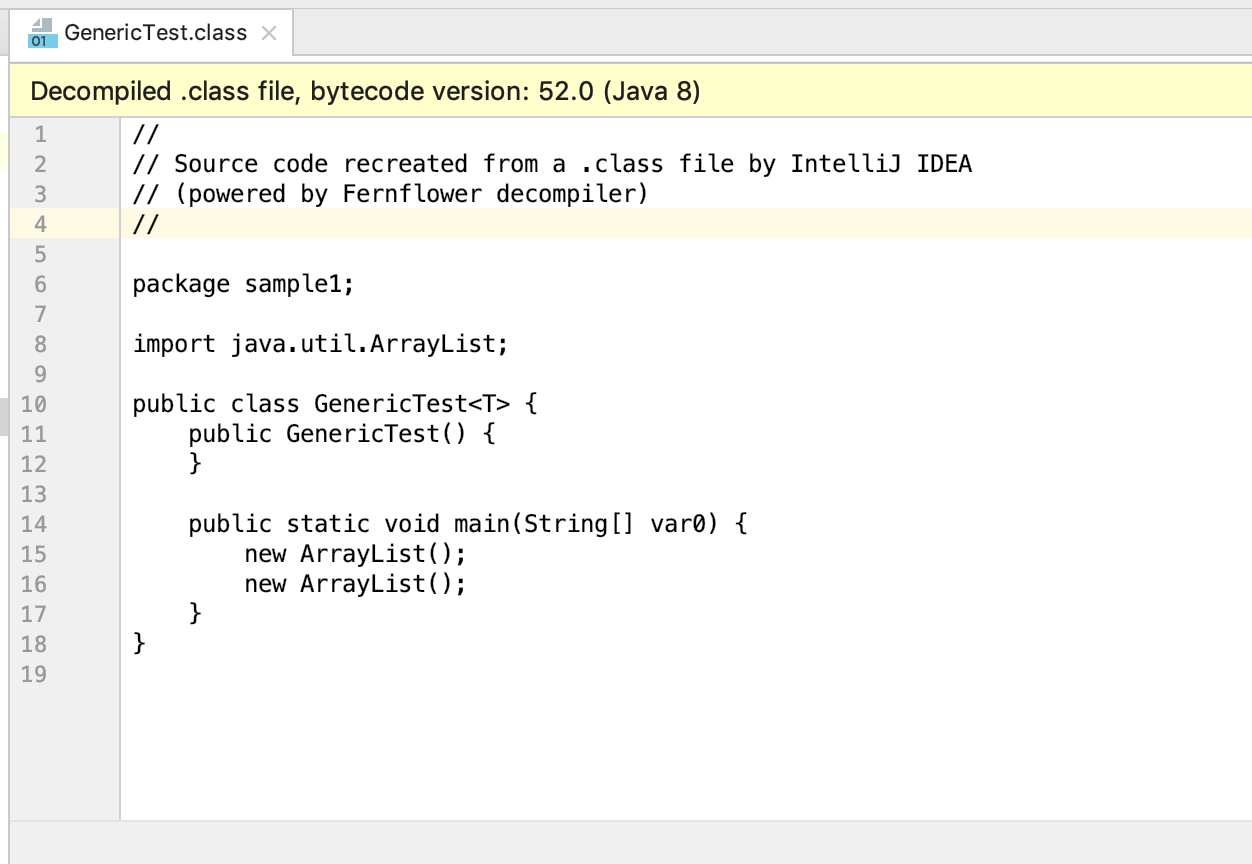 01 GenericTest.class
Decompiled .class file, bytecode version: 52.0 (Java 8)
1 //
2 // Source code recreated from a .class file by IntelliJ IDEA
3 // (powered by Fernflower decompiler)
4 //
5
6 package sample1;
7
8 import java.util.ArrayList;
9
10 public class GenericTest<T> {
11     public GenericTest() {
12     }
13
14     public static void main(String[] var0) {
15         new ArrayList();
16         new ArrayList();
17     }
18 }
19